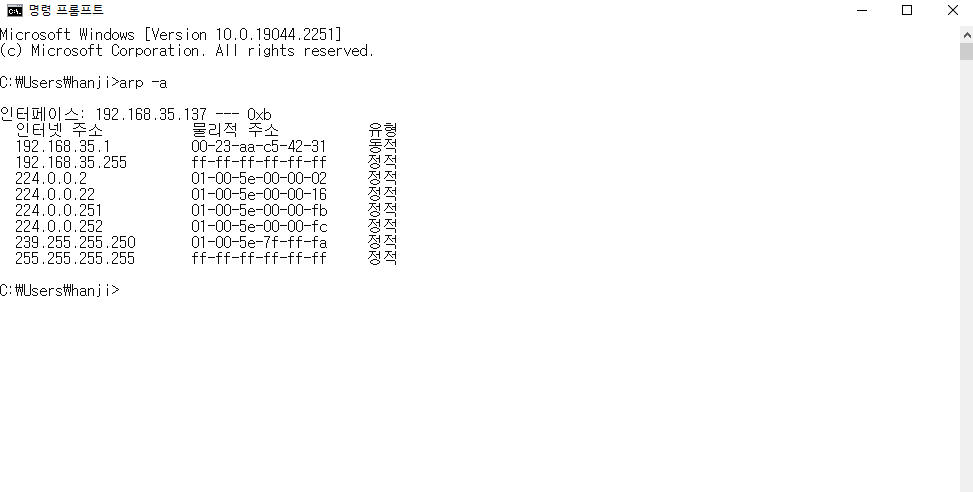 명령 프롬프트
Microsoft Windows [Version 10.0.19044.2251]
(c) Microsoft Corporation. All rights reserved.
C:₩Users₩hanji>arp -a
인터페이스: 192.168.35.137 --- 0xb
인터넷 주소 물리적 주소 유형
192.168.35.1 00-23-aa-c5-42-31 동적
192.168.35.255 ff-ff-ff-ff-ff-ff 정적
224.0.0.2 01-00-5e-00-00-02 정적
224.0.0.22 01-00-5e-00-00-16 정적
224.0.0.251 01-00-5e-00-00-fb 정적
224.0.0.252 01-00-5e-00-00-fc 정적
239.255.255.250 01-00-5e-7f-ff-fa 정적
255.255.255.255 ff-ff-ff-ff-ff-ff 정적
C:₩Users₩hanji>